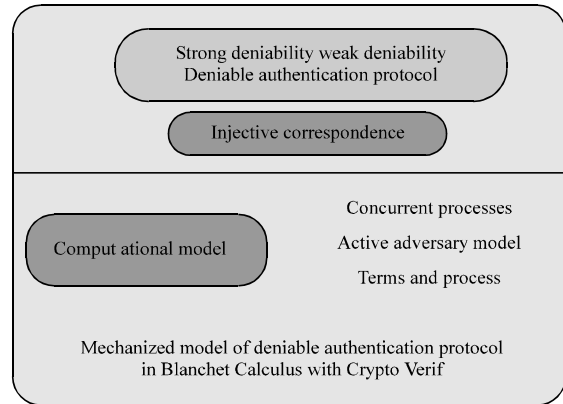 Strong deniability weak deniability
Deniable authentication protocol
Injective correspondence
Concurrent processes
Comput ational model
Active adversary model
Terms and process
Mechanized model of deniable authentication protocol
in Blanchet Calculus with Crypto Verif